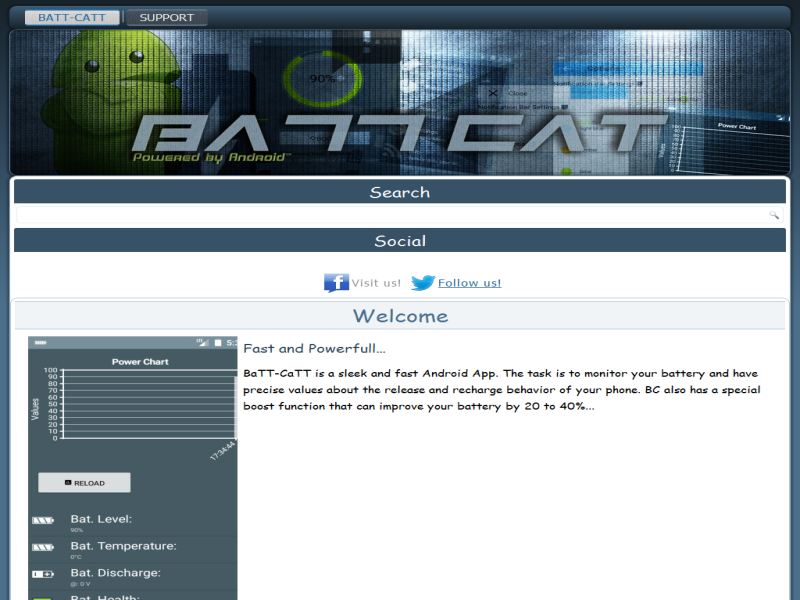 BATT-CATT
SUPPORT
90%
Close
Notification Bar Settings
Power Chart
BATTCAT
Powered by Android™
Search
Social
Visit us!
Follow us!
Welcome
Power Chart
100
90
80
70
60
50
40
30
20
10
0
Values
17:34:44
RELOAD
Bat. Level:
90%
Bat. Temperature:
0°C
Bat. Discharge:
@: 0 V
Bat. Health:
Fast and Powerfull...
BaTT-CaTT is a sleek and fast Android App. The task is to monitor your battery and have
precise values about the release and recharge behavior of your phone. BC also has a special
boost function that can improve your battery by 20 to 40%...